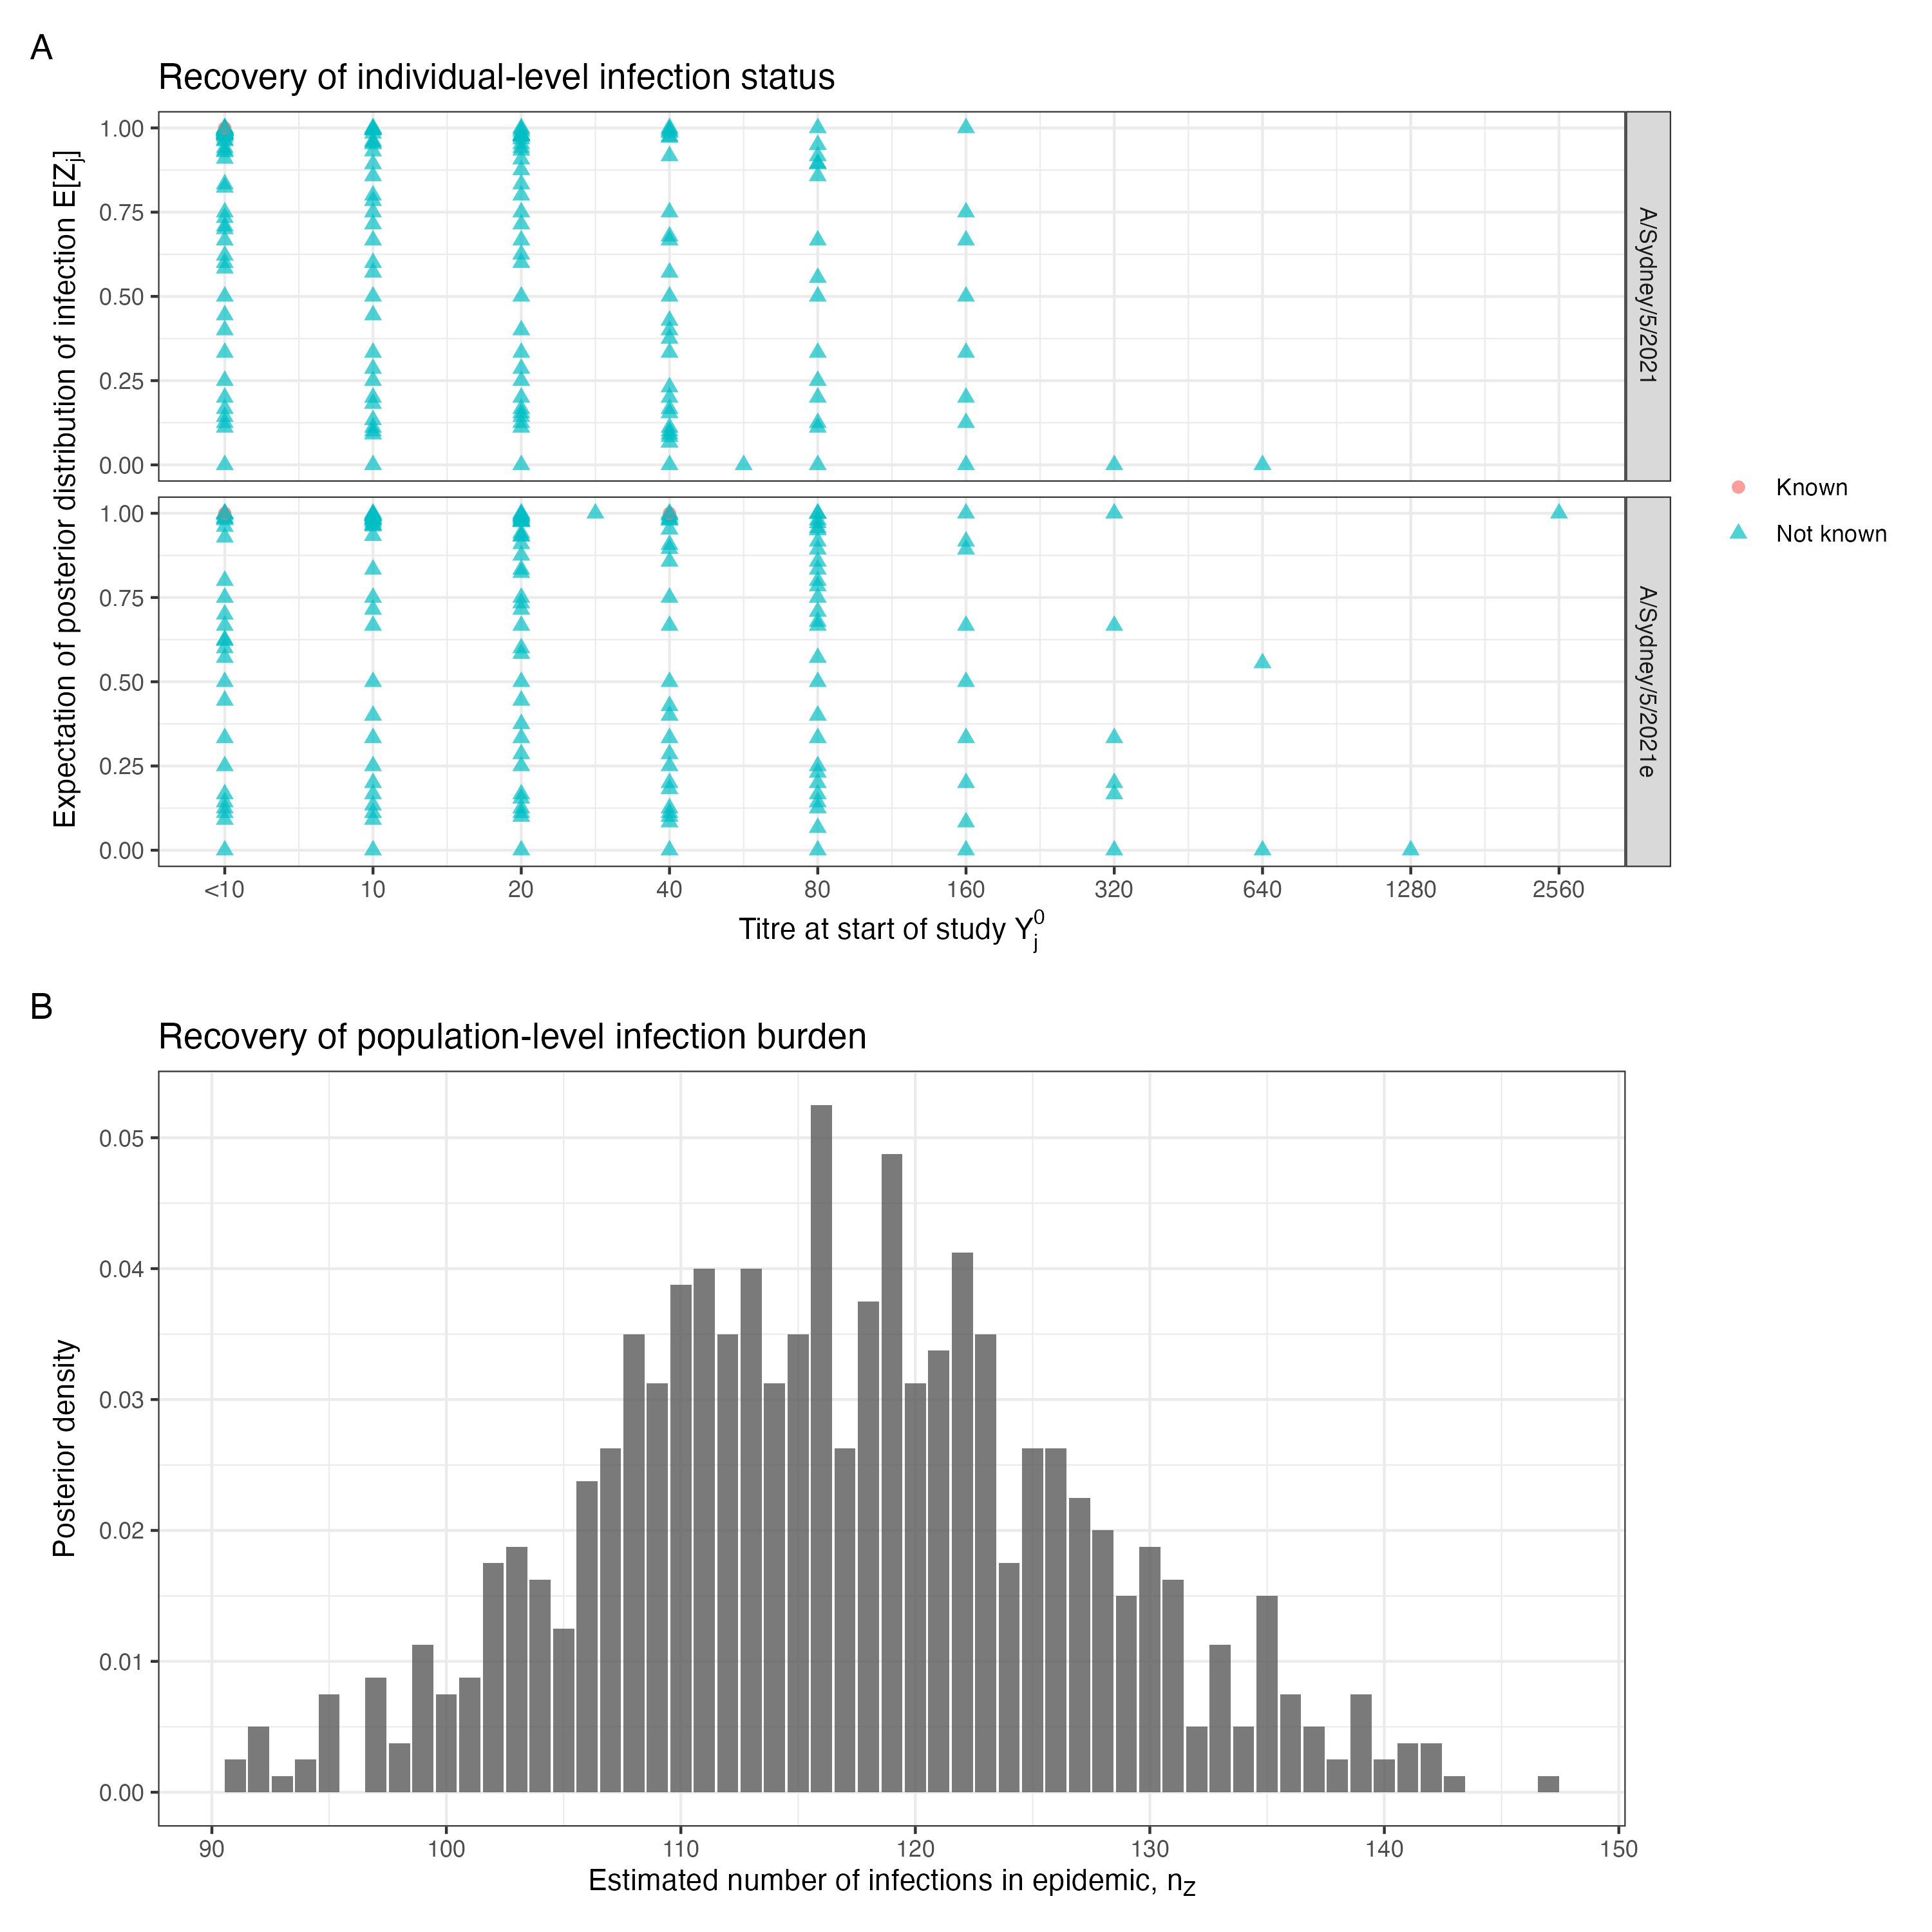 A
Recovery of individual-level infection status
Expectation of posterior distribution of infection E[Zj]
1.00
0.75
0.50
0.25
0.00
A/Sydney/5/2021
1.00
0.75
0.50
0.25
0.00
A/Sydney/5/2021e
<10 10 20 40 80 160 320 640 1280 2560
Titre at start of study Yj0
Known
Not known
B
Recovery of population-level infection burden
Posterior density
0.05
0.04
0.03
0.02
0.01
0.00
90 100 110 120 130 140 150
Estimated number of infections in epidemic, nZ